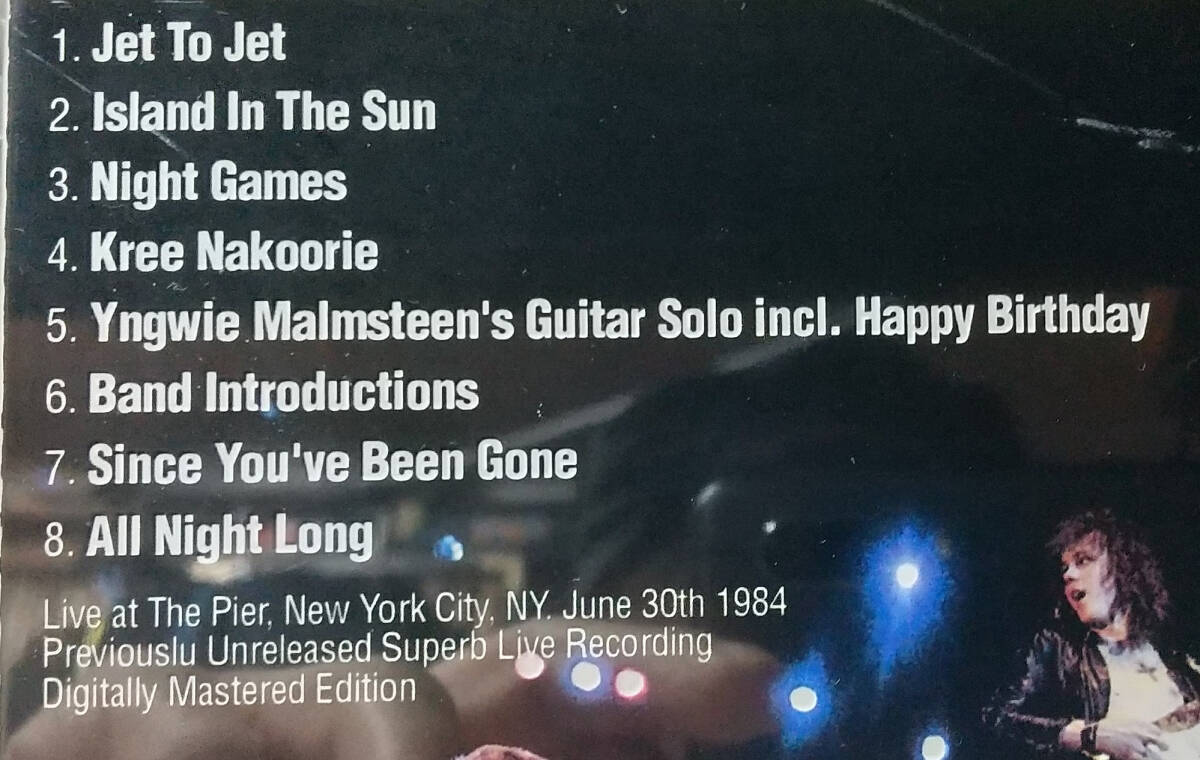 1. Jet To Jet
2. Island In The Sun
3. Night Games
4. Kree Nakoorie
5. Yngwie Malmsteen's Guitar Solo incl. Happy Birthday
6. Band Introductions
7. Since You've Been Gone
8. All Night Long
Live at The Pier, New York City, NY. June 30th 1984
Previouslu Unreleased Superb Live Recording
Digitally Mastered Edition